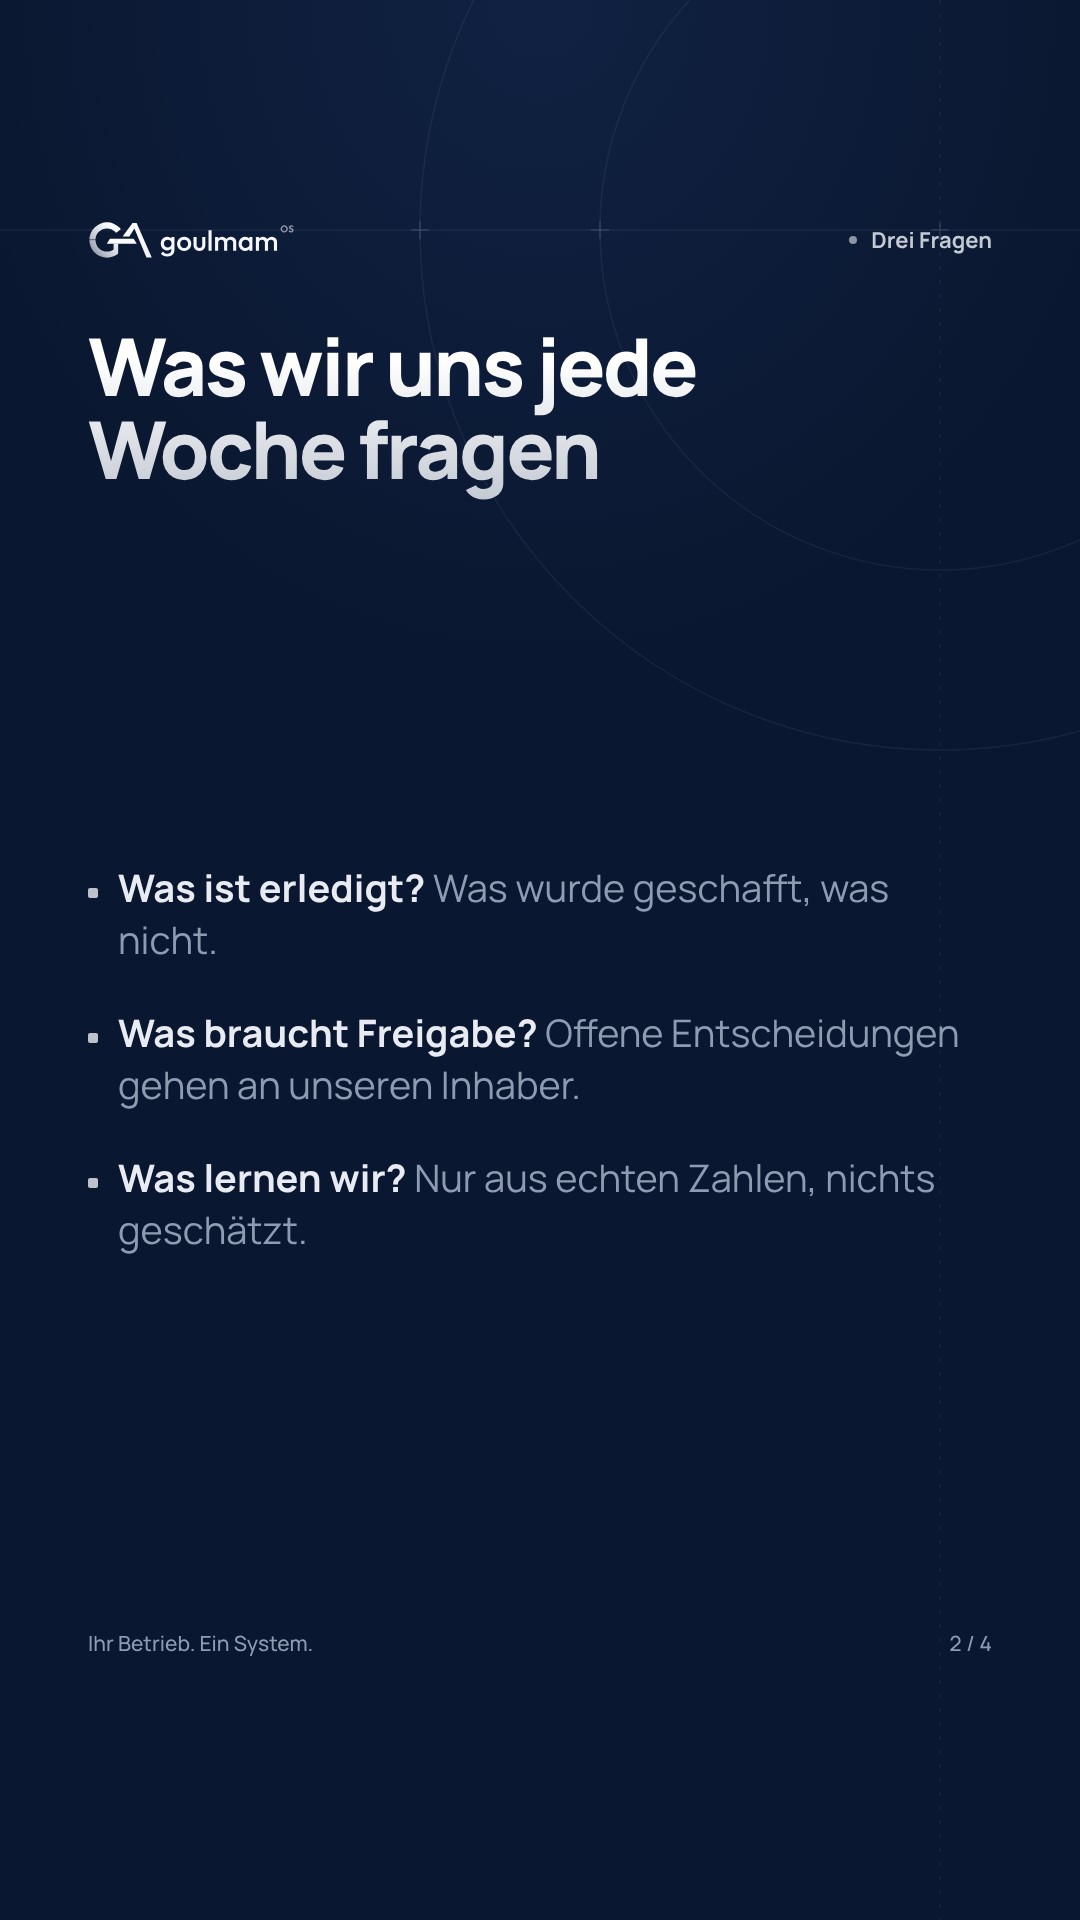 GA goulmam OS
Drei Fragen
Was wir uns jede
Woche fragen
Was ist erledigt? Was wurde geschafft, was
nicht.
Was braucht Freigabe? Offene Entscheidungen
gehen an unseren Inhaber.
Was lernen wir? Nur aus echten Zahlen, nichts
geschätzt.
Ihr Betrieb. Ein System.
2 / 4